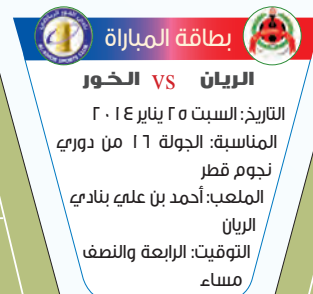 بطاقة المباراة
الريان vs الخور
التاريخ: السبت ٢٥ يناير ٢٠١٤
المناسبة: الجولة ١٦ من دوري
نجوم قطر
الملعب: أحمد بن علي بنادي
الريان
التوقيت: الرابعة والنصف
مساء